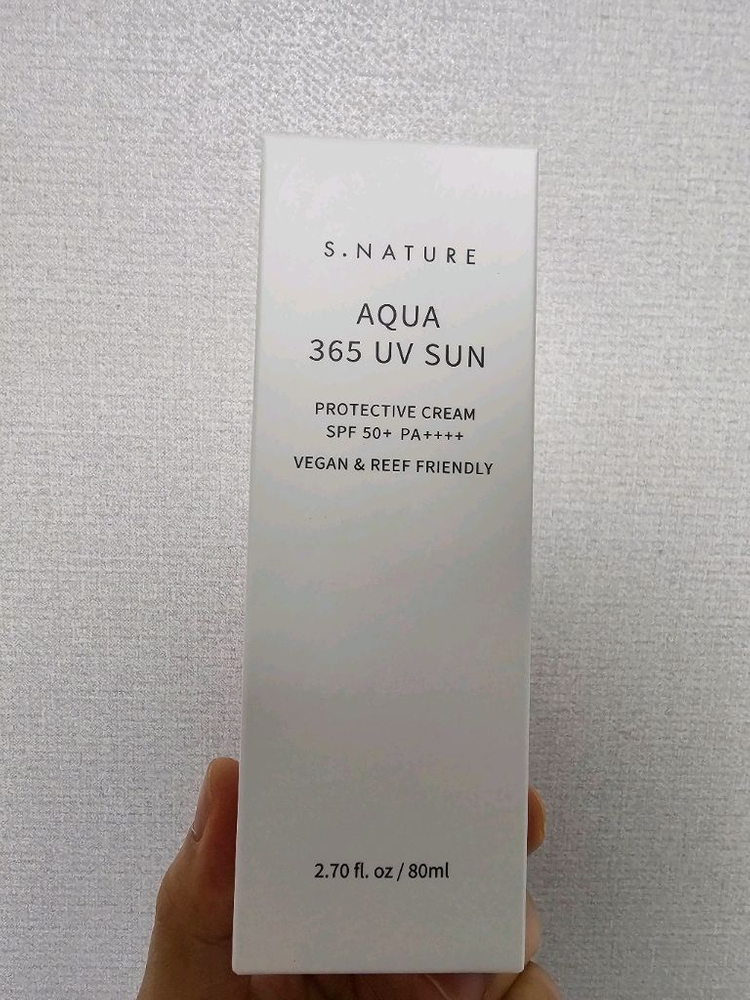 S.NATURE
AQUA
365 UV SUN
PROTECTIVE CREAM
SPF 50+ PA++++
VEGAN & REEF FRIENDLY
2.70 fl. oz / 80ml